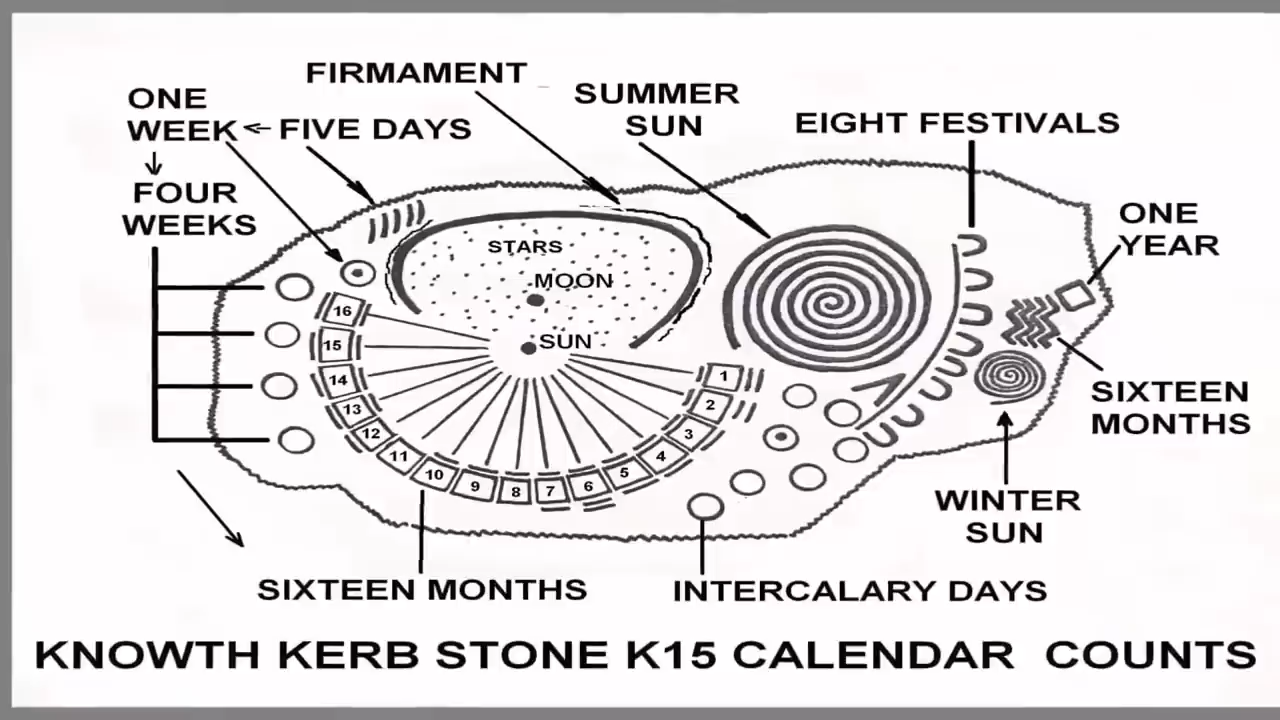 FIRMAMENT
ONE
WEEK
FIVE DAYS
FOUR
WEEKS
SUMMER
SUN
EIGHT FESTIVALS
ONE
YEAR
STARS
MOON
SUN
16
15
14
13
12
11
10
9
8
7
6
5
4
3
2
1
SIXTEEN
MONTHS
WINTER
SUN
SIXTEEN MONTHS
INTERCALARY DAYS
KNOWTH KERB STONE K15 CALENDAR COUNTS